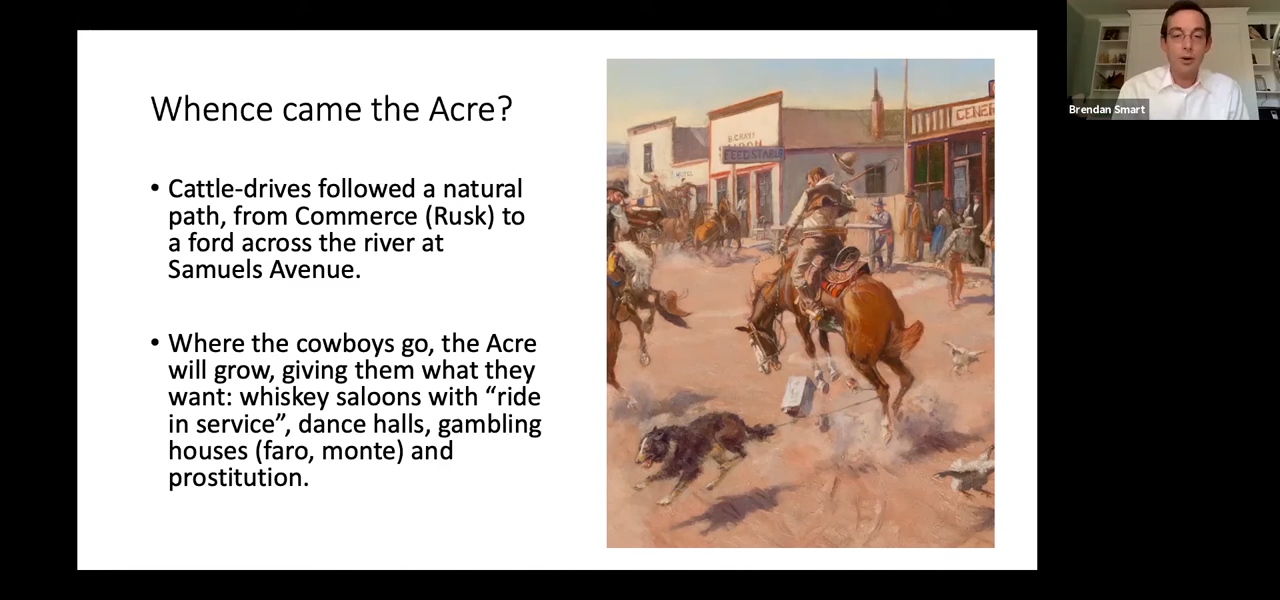 Whence came the Acre?
• Cattle-drives followed a natural
path, from Commerce (Rusk) to
a ford across the river at
Samuels Avenue.
• Where the cowboys go, the Acre
will grow, giving them what they
want: whiskey saloons with “ride
in service”, dance halls, gambling
houses (faro, monte) and
prostitution.
FEED STABLE
HOTEL
GENER
Brendan Smart